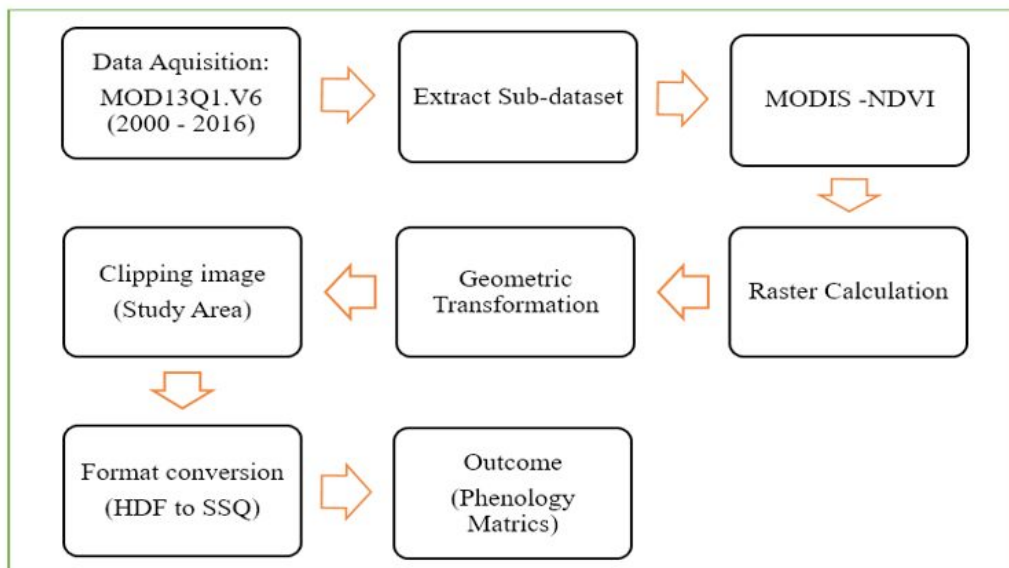 Data Aquisition:
MOD13Q1.V6
(2000 - 2016)
Extract Sub-dataset
MODIS -NDVI
Raster Calculation
Geometric
Transformation
Clipping image
(Study Area)
Format conversion
(HDF to SSQ)
Outcome
(Phenology
Matrics)